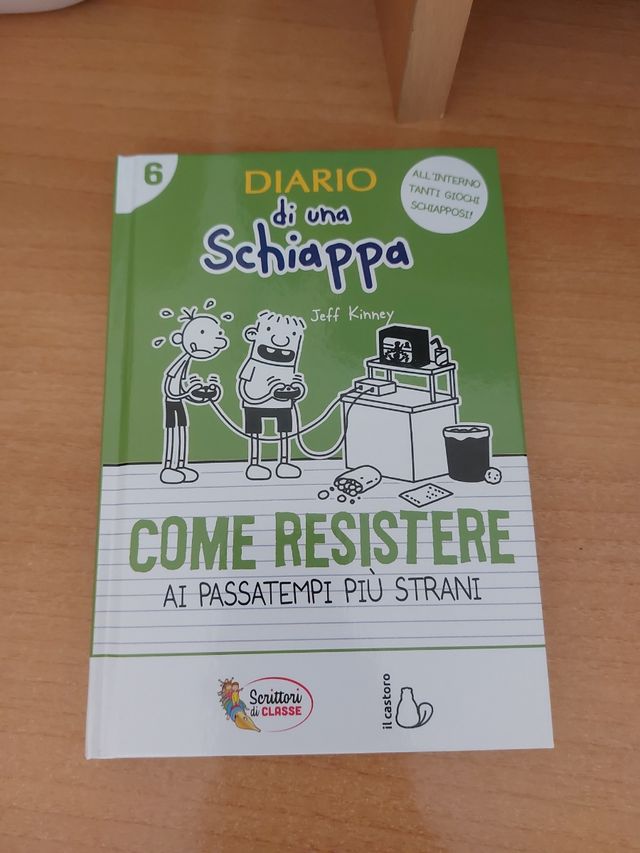 6
DIARIO
di una
Schiappa
ALL'INTERNO
TANTI GIOCHI
SCHIAPPOSI!
Jeff Kinney
COME RESISTERE
AI PASSATEMPI PIÙ STRANI
Scrittori
di CLASSE
il castoro